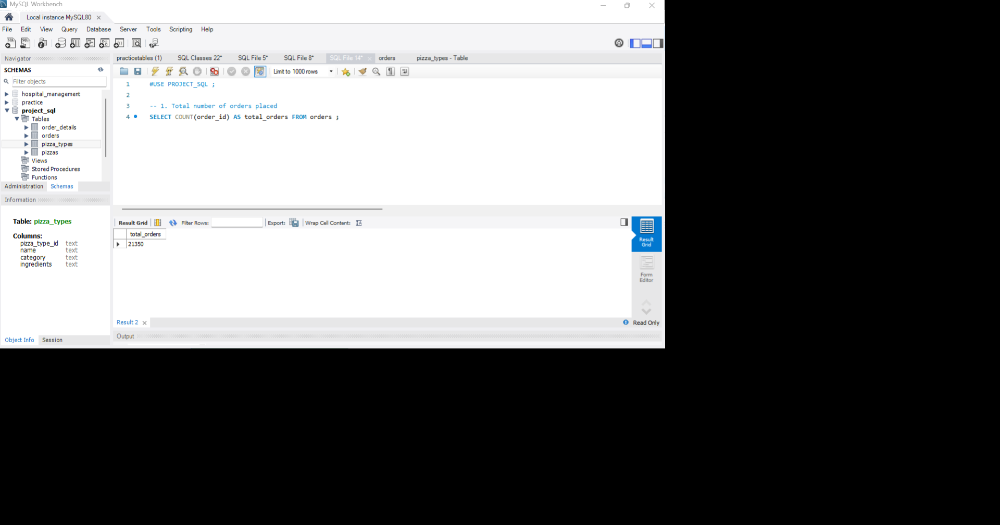 MySQL Workbench
Local instance MySQL80
File Edit View Query Database Server Tools Scripting Help
Navigator
SCHEMAS
Filter objects
hospital_management
practice
project_sql
Tables
order_details
orders
pizza_types
pizzas
Views
Stored Procedures
Functions
Administration Schemas
Information
Table: pizza_types
Columns:
pizza_type_id text
name text
category text
ingredients text
Object Info Session
practicetables (1) SQL Classes 22* SQL File 5* SQL File 8* SQL File 14* orders pizza_types - Table
Limit to 1000 rows
1 #USE PROJECT_SQL ;
2
3 -- 1. Total number of orders placed
4 SELECT COUNT(order_id) AS total_orders FROM orders ;
Result Grid Filter Rows: Export: Wrap Cell Content:
total_orders
21350
Result Grid
Form Editor
Result 2
Read Only
Output